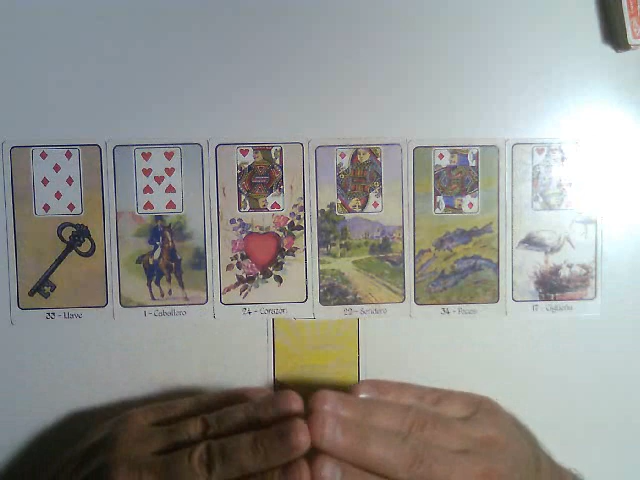 33 - Llave
1 - Caballero
24 - Corazón
22 - Sendero
34 - Peces
17 - Cigüeña